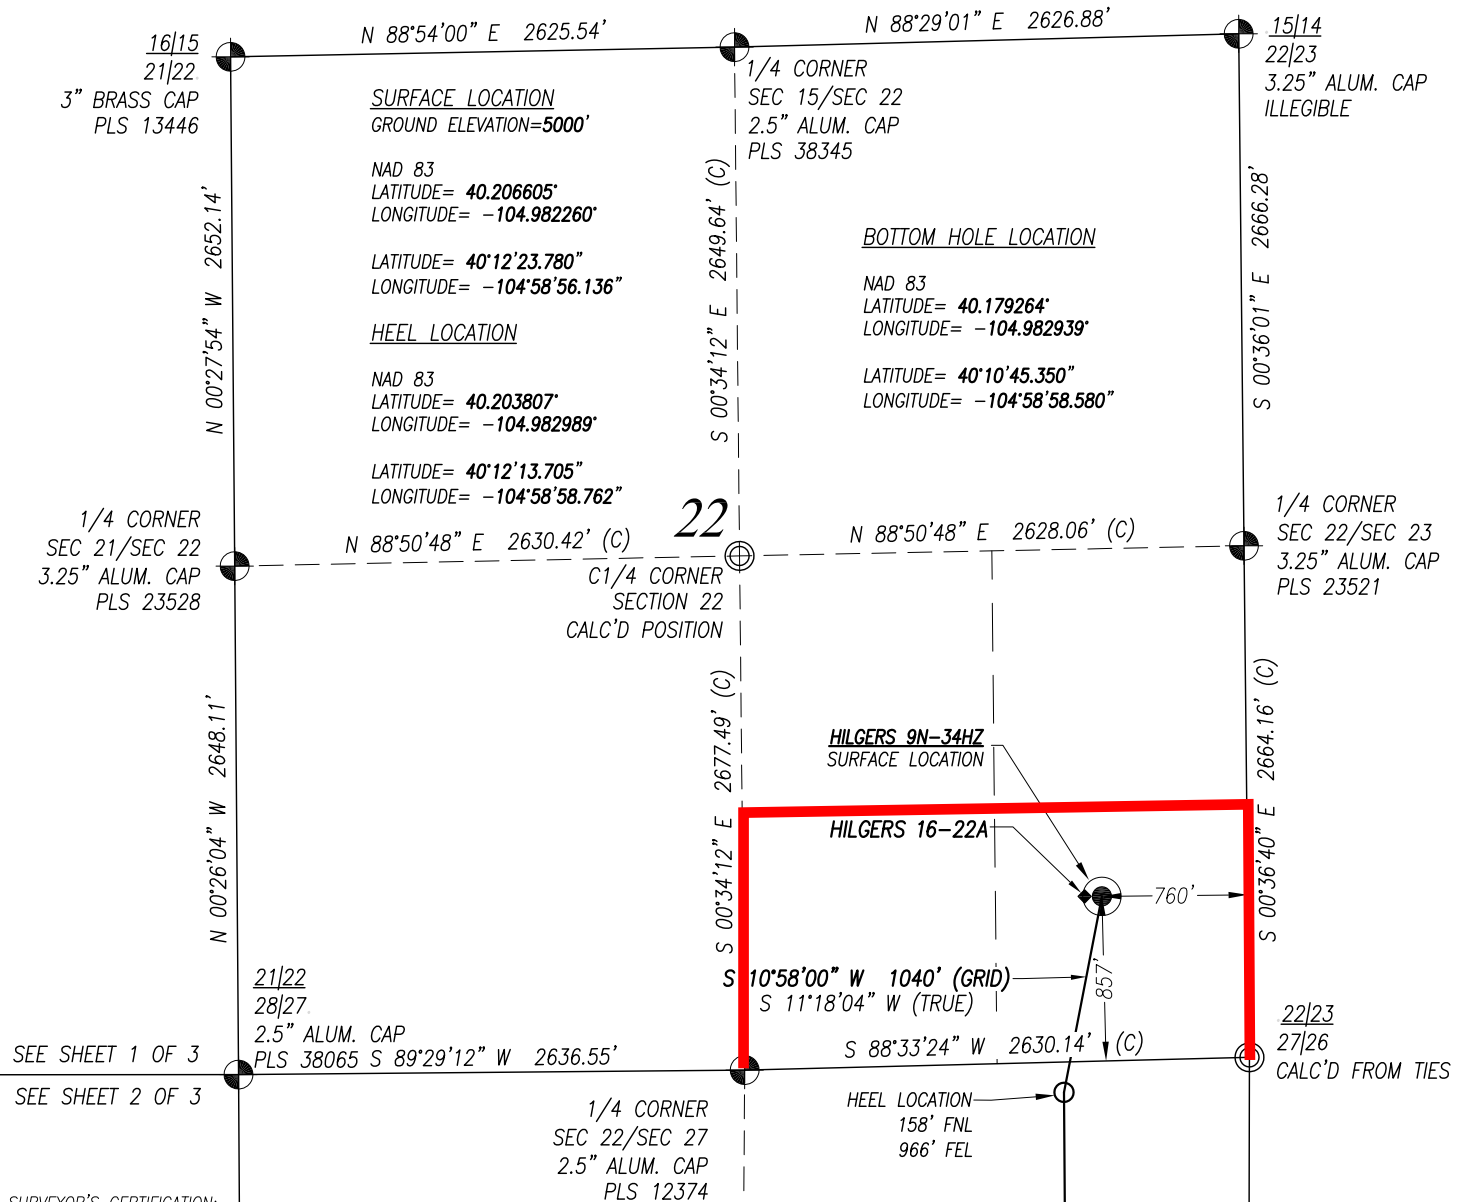 N 88°54'00" E 2625.54'
N 88°29'01" E 2626.88'
16|15
21|22
3" BRASS CAP
PLS 13446
1/4 CORNER
SEC 15/SEC 22
2.5" ALUM. CAP
PLS 38345
15|14
22|23
3.25" ALUM. CAP
ILLEGIBLE
SURFACE LOCATION
GROUND ELEVATION=5000'
NAD 83
LATITUDE= 40.206605°
LONGITUDE= -104.982260°
LATITUDE= 40°12'23.780"
LONGITUDE= -104°58'56.136"
HEEL LOCATION
NAD 83
LATITUDE= 40.203807°
LONGITUDE= -104.982989°
LATITUDE= 40°12'13.705"
LONGITUDE= -104°58'58.762"
BOTTOM HOLE LOCATION
NAD 83
LATITUDE= 40.179264°
LONGITUDE= -104.982939°
LATITUDE= 40°10'45.350"
LONGITUDE= -104°58'58.580"
N 00°27'54" W 2652.14'
S 00°34'12" E 2649.64' (C)
S 00°36'01" E 2666.28'
22
1/4 CORNER
SEC 21/SEC 22
3.25" ALUM. CAP
PLS 23528
N 88°50'48" E 2630.42' (C)
N 88°50'48" E 2628.06' (C)
C1/4 CORNER
SECTION 22
CALC'D POSITION
1/4 CORNER
SEC 22/SEC 23
3.25" ALUM. CAP
PLS 23521
N 00°26'04" W 2648.11'
S 00°34'12" E 2677.49' (C)
S 00°36'40" E 2664.16' (C)
HILGERS 9N-34HZ
SURFACE LOCATION
HILGERS 16-22A
760'
857'
S 10°58'00" W 1040' (GRID)
S 11°18'04" W (TRUE)
21|22
28|27
2.5" ALUM. CAP
PLS 38065 S 89°29'12" W 2636.55'
S 88°33'24" W 2630.14' (C)
22|23
27|26
CALC'D FROM TIES
SEE SHEET 1 OF 3
SEE SHEET 2 OF 3
HEEL LOCATION
158' FNL
966' FEL
1/4 CORNER
SEC 22/SEC 27
2.5" ALUM. CAP
PLS 12374
SURVEYOR'S CERTIFICATION: